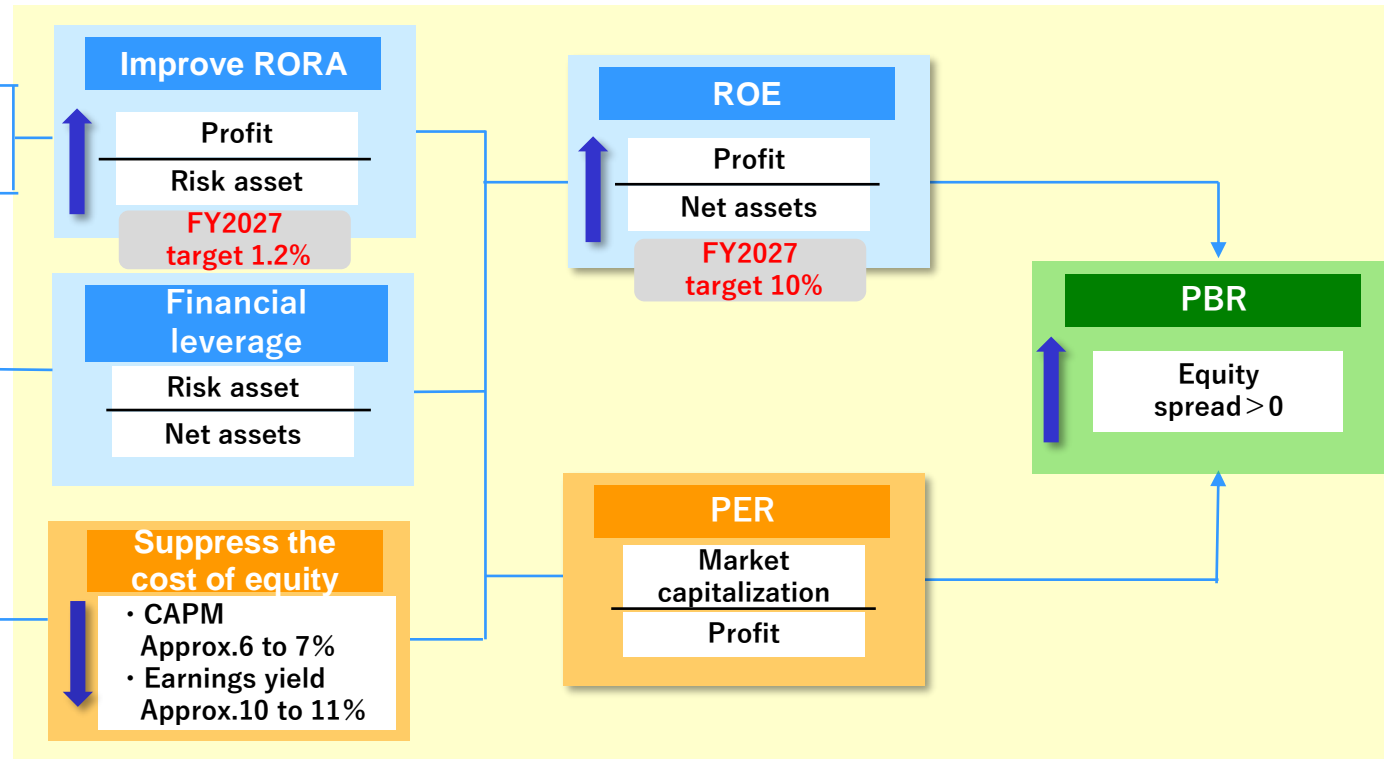 Improve RORA
Profit
Risk asset
FY2027
target 1.2%
Financial
leverage
Risk asset
Net assets
Suppress the
cost of equity
・CAPM
Approx.6 to 7%
・Earnings yield
Approx.10 to 11%
ROE
Profit
Net assets
FY2027
target 10%
PER
Market
capitalization
Profit
PBR
Equity
spread＞0